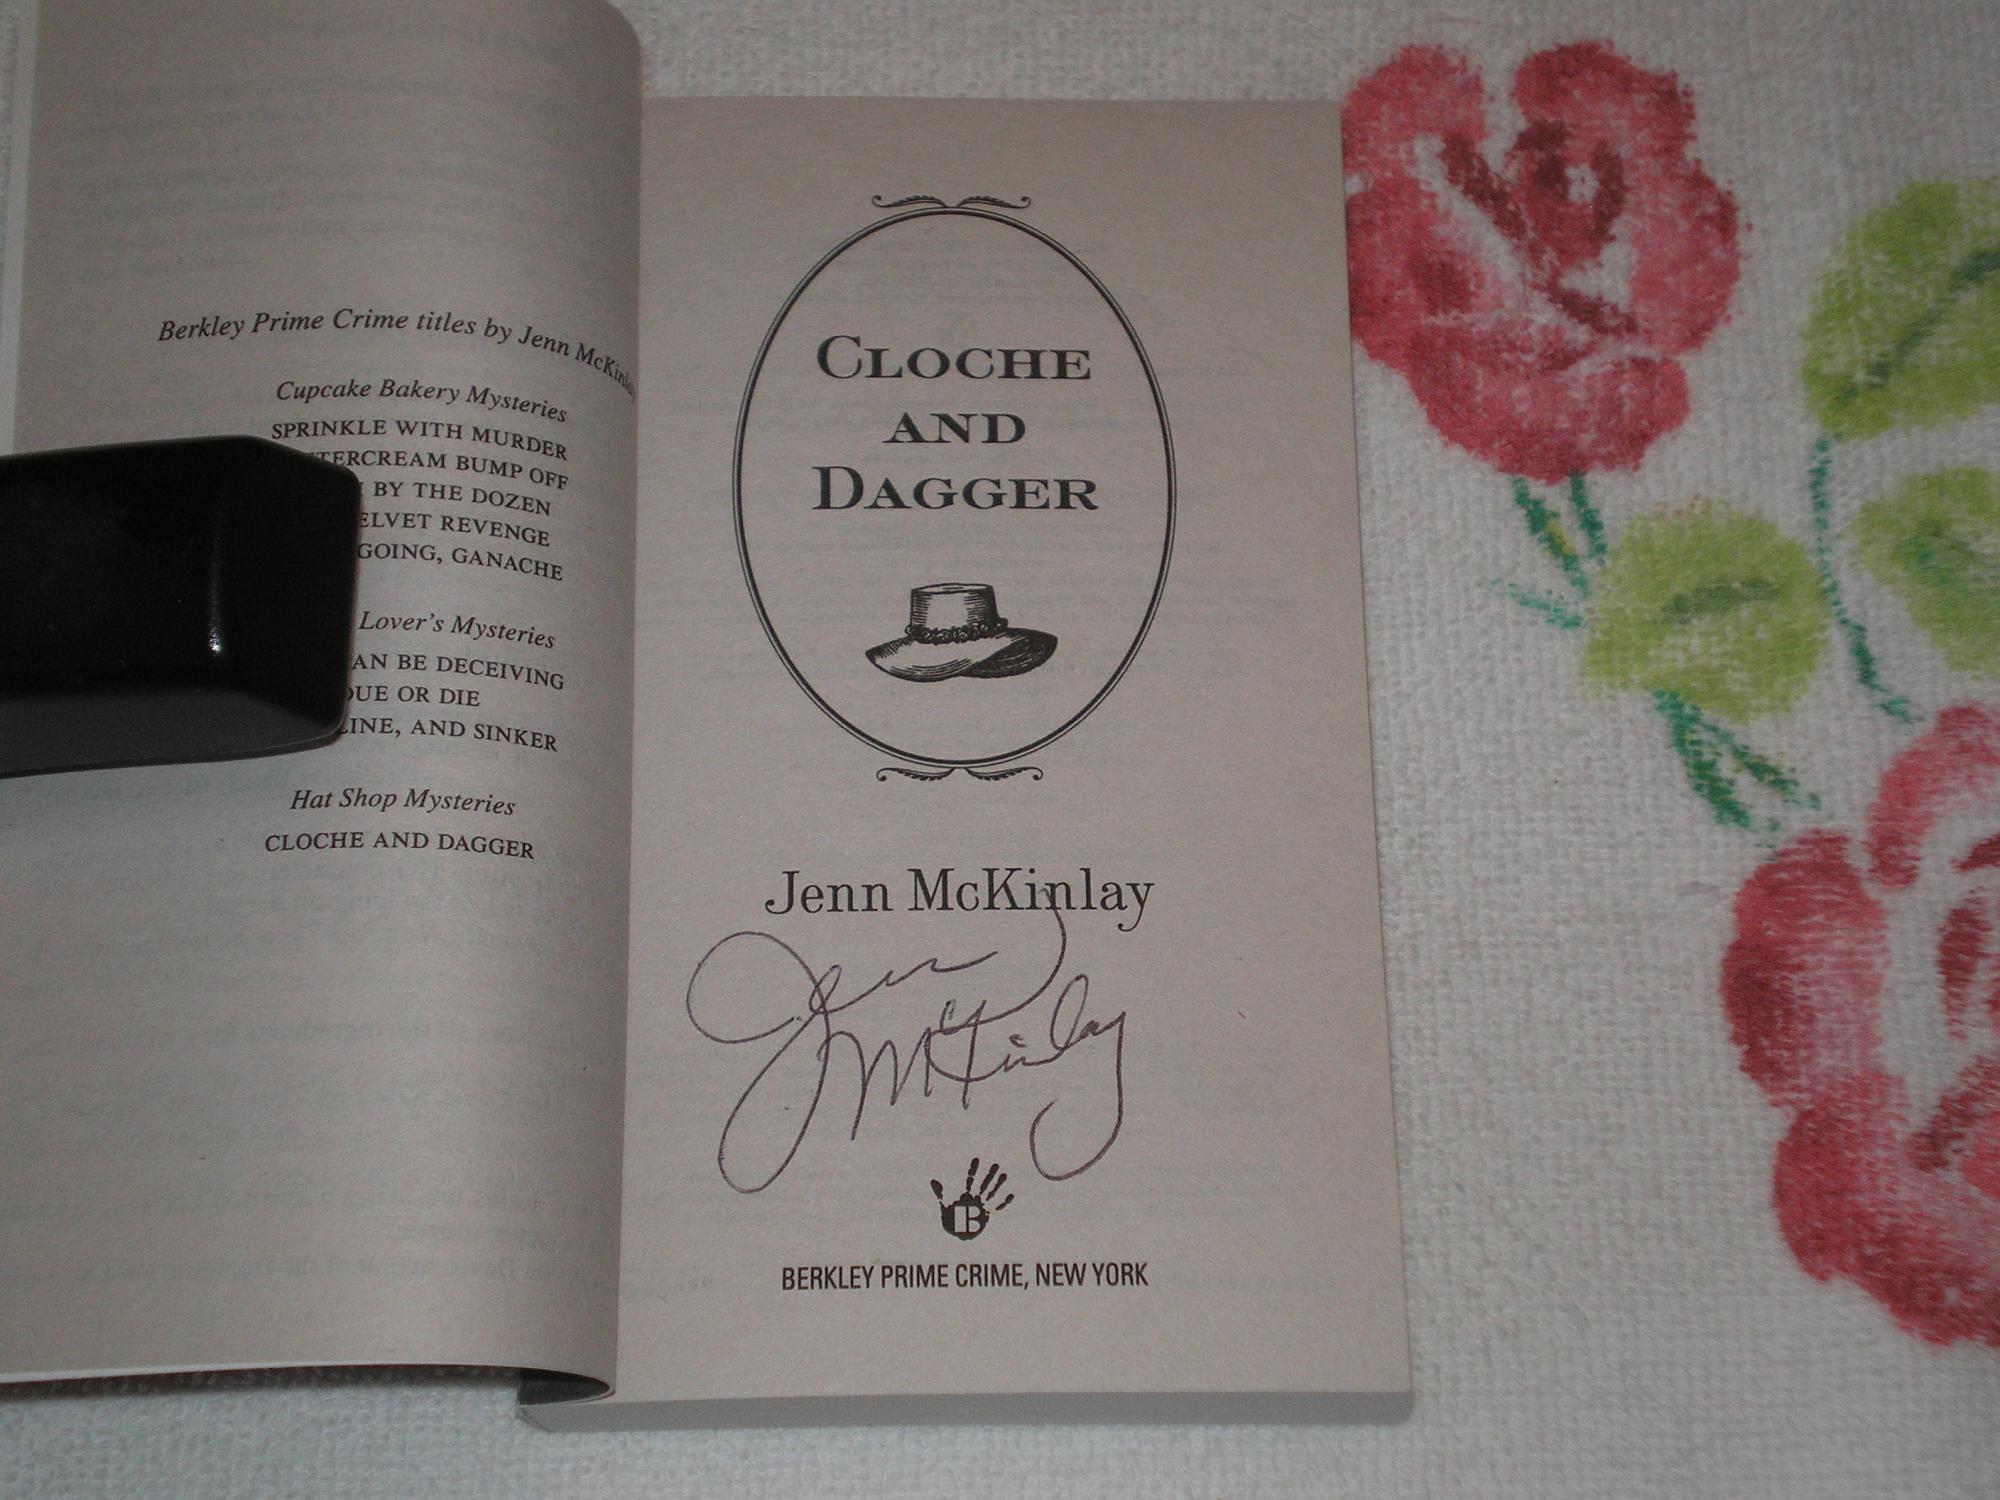 Berkley Prime Crime titles by Jenn McKinlay
Cupcake Bakery Mysteries
SPRINKLE WITH MURDER
TERCREAM BUMP OFF
BY THE DOZEN
ELVET REVENGE
GOING, GANACHE
Lover's Mysteries
AN BE DECEIVING
DUE OR DIE
LINE, AND SINKER
Hat Shop Mysteries
CLOCHE AND DAGGER
CLOCHE
AND
DAGGER
Jenn McKinlay
Jenn
McKinlay
B
BERKLEY PRIME CRIME, NEW YORK